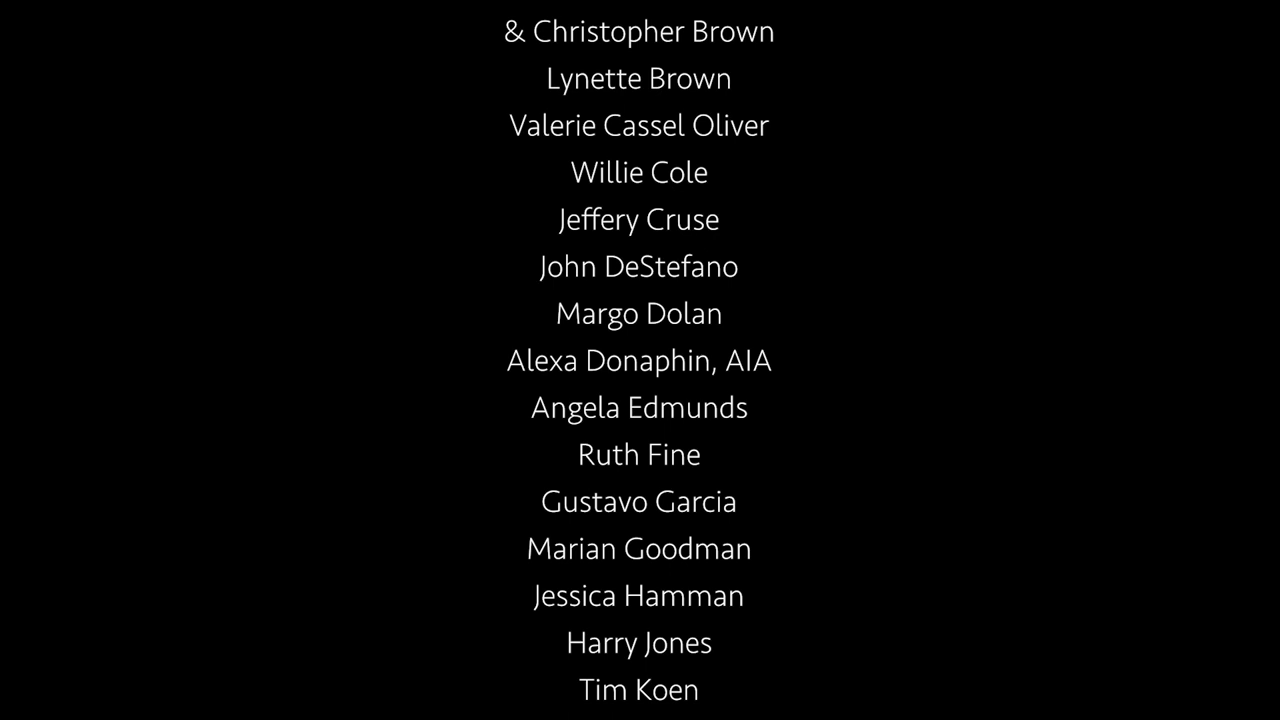 & Christopher Brown
Lynette Brown
Valerie Cassel Oliver
Willie Cole
Jeffery Cruse
John DeStefano
Margo Dolan
Alexa Donaphin, AIA
Angela Edmunds
Ruth Fine
Gustavo Garcia
Marian Goodman
Jessica Hamman
Harry Jones
Tim Koen